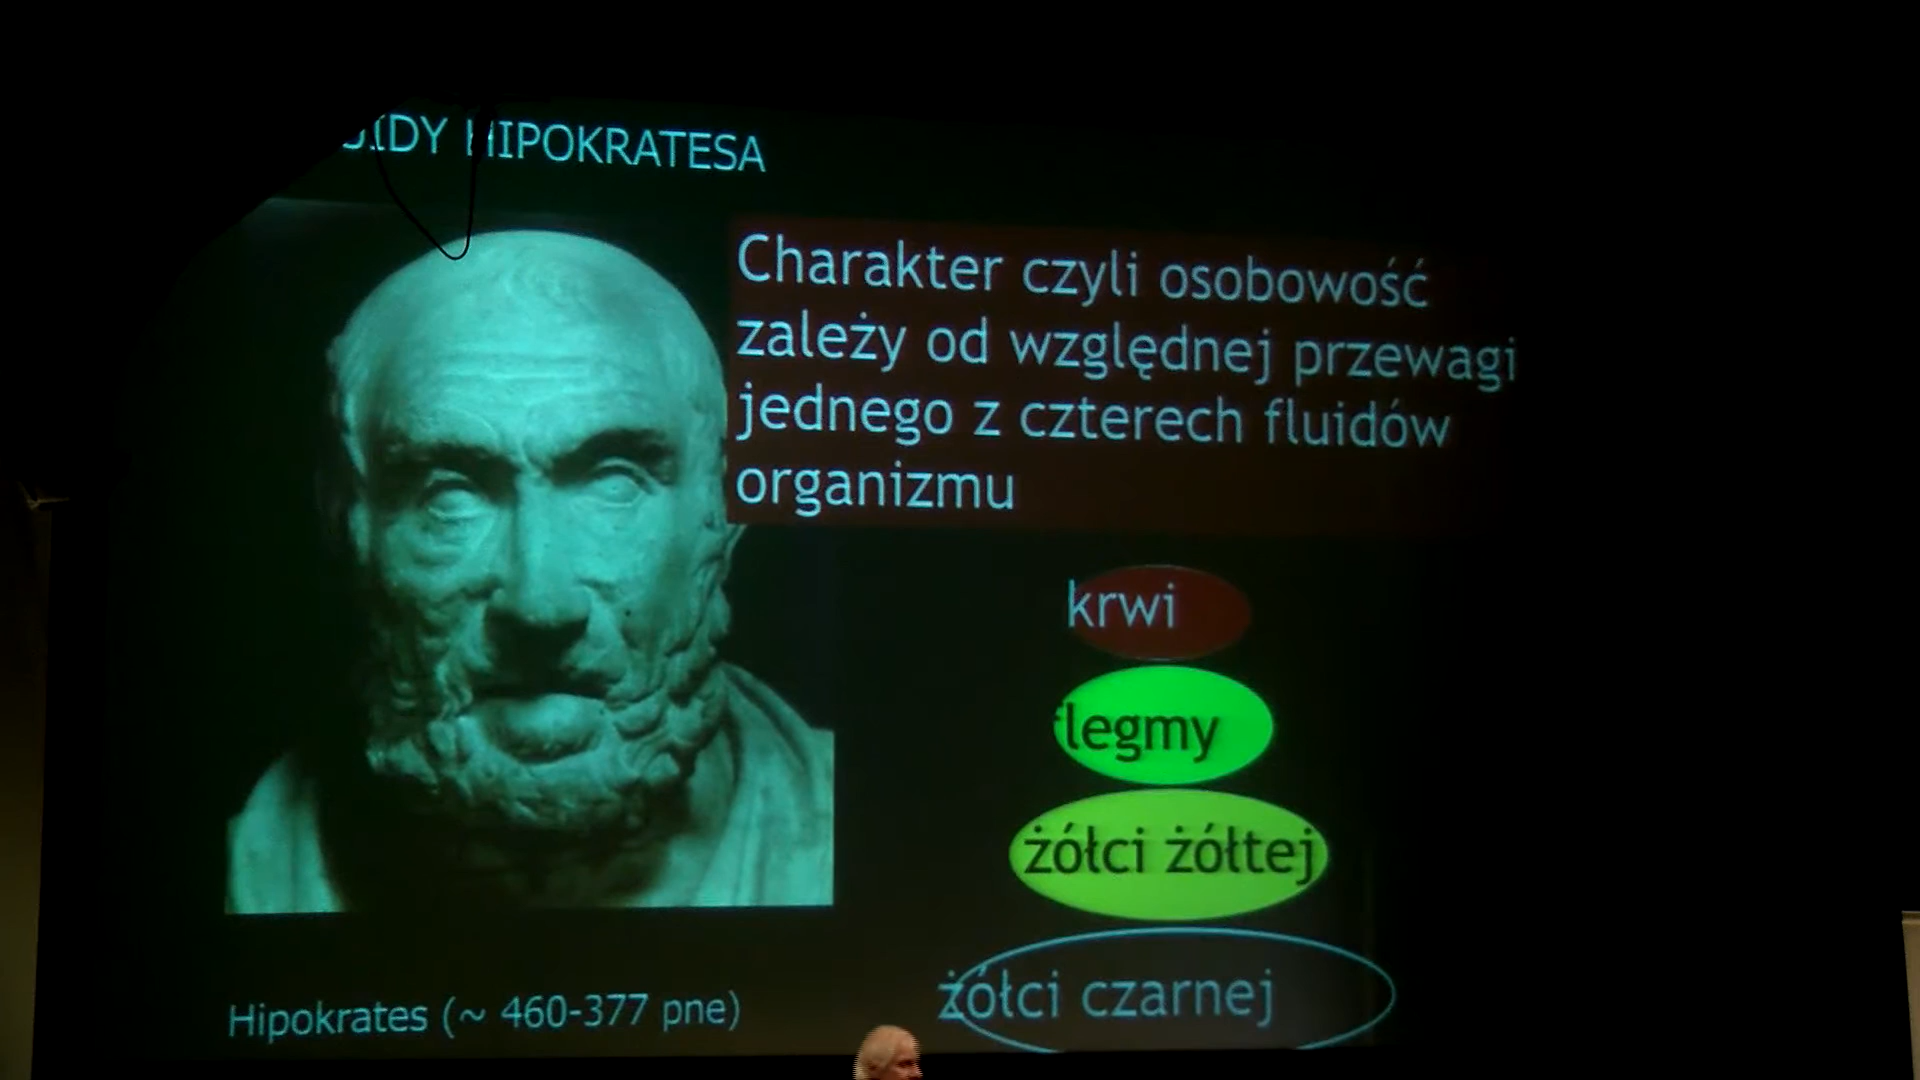 HIPOKRATESA
Charakter czyli osobowość
zależy od względnej przewagi
jednego z czterech fluidów
organizmu
krwi
flegmy
żółci żółtej
żółci czarnej
Hipokrates (~ 460-377 pne)